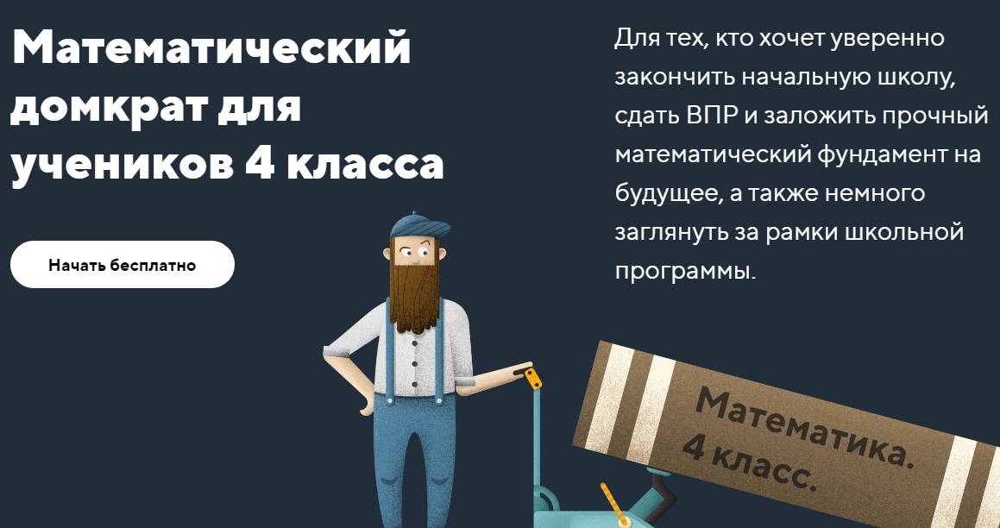 Математический
домкрат для
учеников 4 класса
Начать бесплатно
Для тех, кто хочет уверенно
закончить начальную школу,
сдать ВПР и заложить прочный
математический фундамент на
будущее, а также немного
заглянуть за рамки школьной
программы.
Математика.
4 класс.